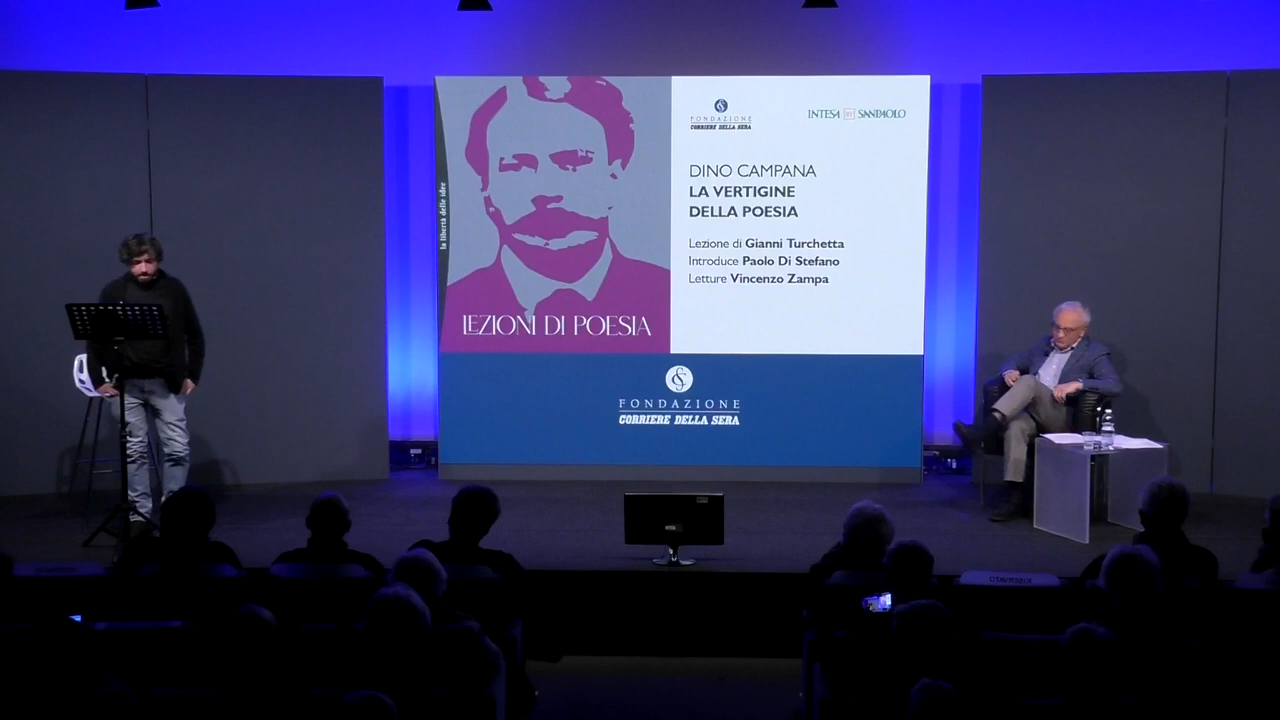 la libertà delle idee
LEZIONI DI POESIA
FONDAZIONE
CORRIERE DELLA SERA
INTESA SANPAOLO
DINO CAMPANA
LA VERTIGINE
DELLA POESIA
Lezione di Gianni Turchetta
Introduce Paolo Di Stefano
Letture Vincenzo Zampa
FONDAZIONE
CORRIERE DELLA SERA